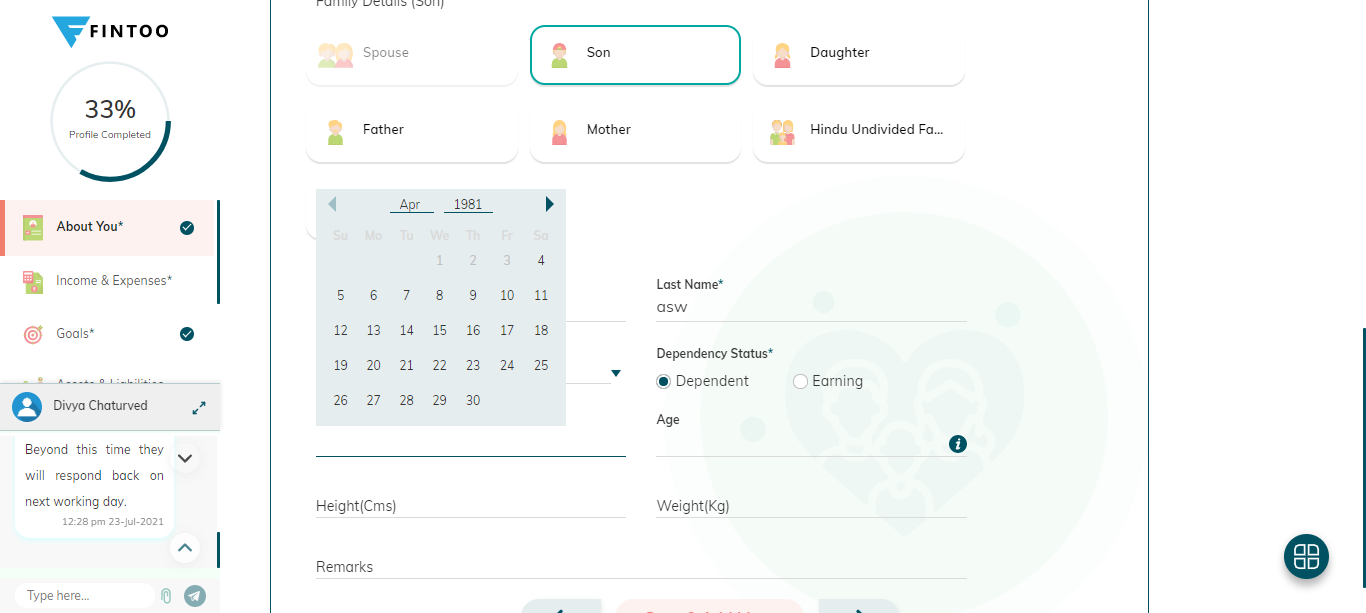 Family Details (Son)
FINTOO
Spouse
Son
Daughter
33%
Profile Completed
Father
Mother
Hindu Undivided Fa...
About You*
Income & Expenses*
Goals*
Assets & Liabilities
Apr 1981
Su Mo Tu We Th Fr Sa
1 2 3 4
5 6 7 8 9 10 11
12 13 14 15 16 17 18
19 20 21 22 23 24 25
26 27 28 29 30
Last Name*
asw
Dependency Status*
Dependent
Earning
Age
i
Height(Cms)
Weight(Kg)
Remarks
Divya Chaturved
Beyond this time they
will respond back on
next working day.
12:28 pm 23-Jul-2021
Type here...